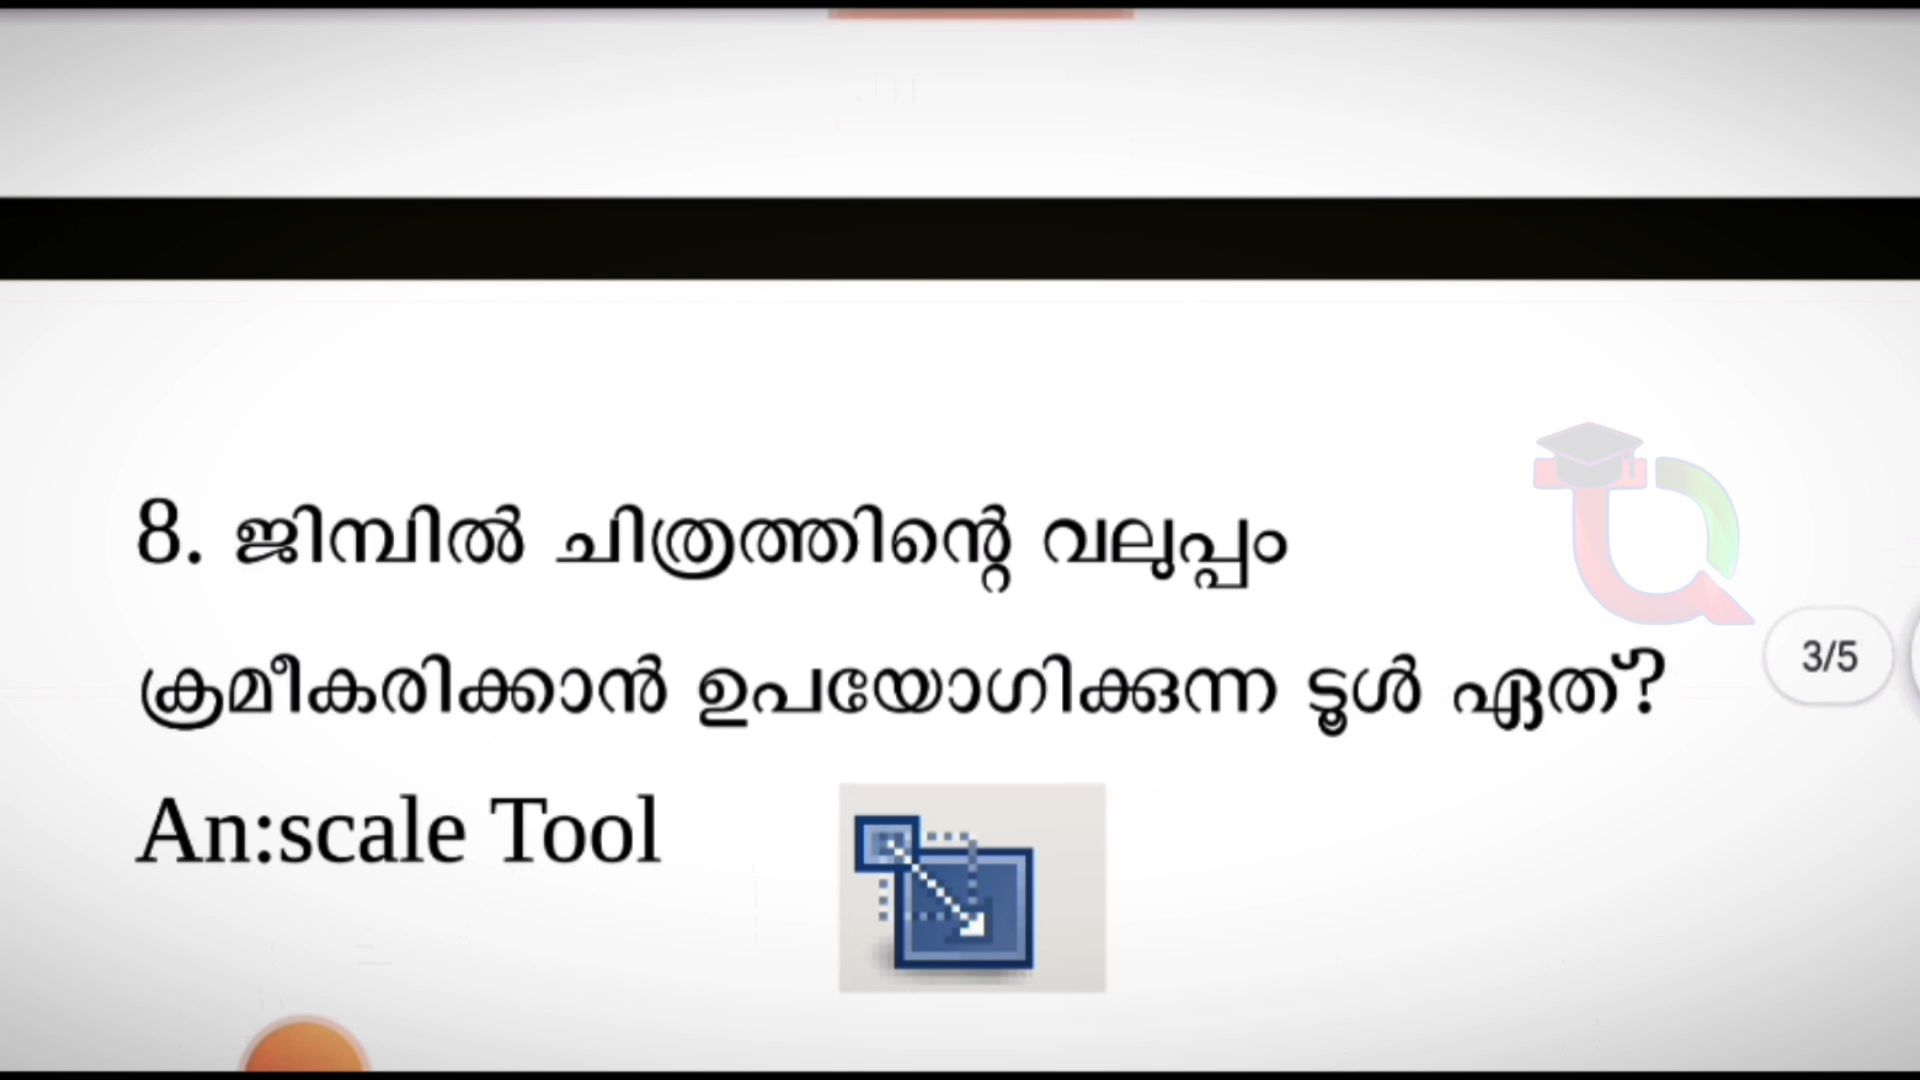 8. ജിമ്പിൽ ചിത്രത്തിന്റെ വലുപ്പം
ക്രമീകരിക്കാൻ ഉപയോഗിക്കുന്ന ടൂൾ ഏത്?
3/5
An:scale Tool